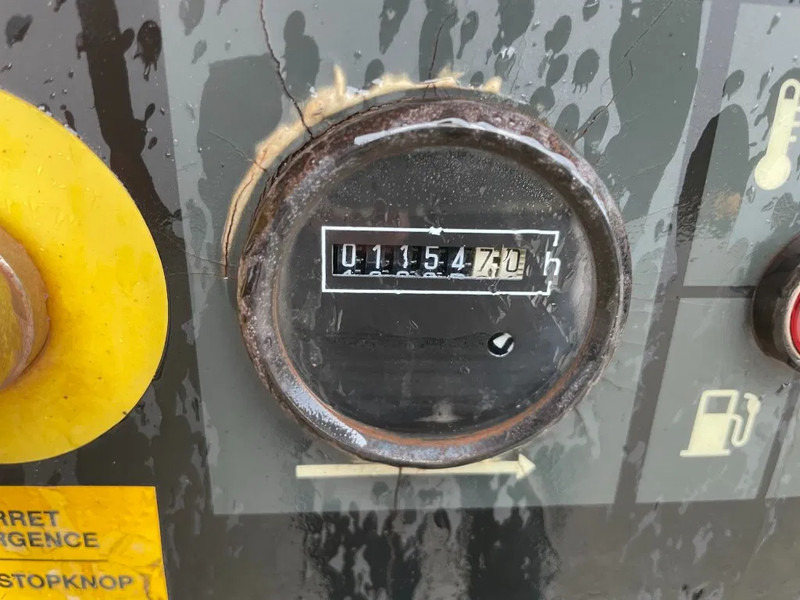 0115470 h
RRET
RGENCE
STOPKNOP